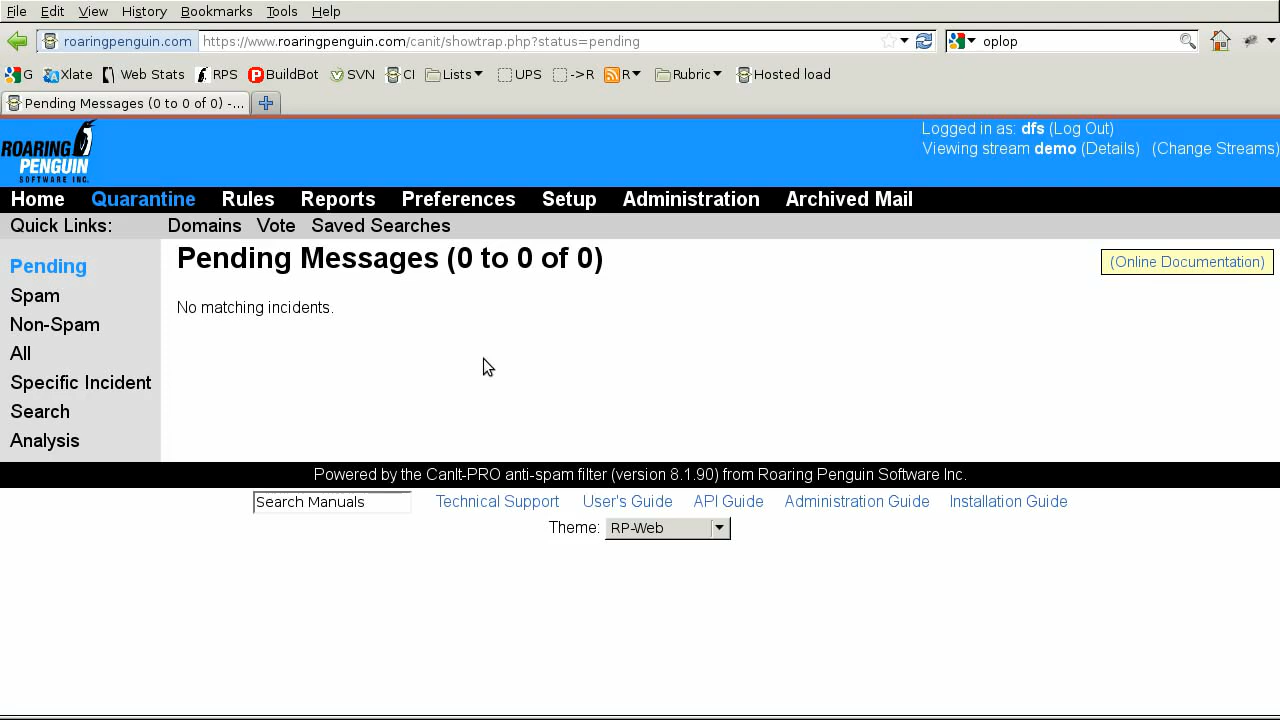 File Edit View History Bookmarks Tools Help
roaringpenguin.com https://www.roaringpenguin.com/canit/showtrap.php?status=pending oplop
G Xlate Web Stats RPS BuildBot SVN CI Lists UPS ->R R Rubric Hosted load
Pending Messages (0 to 0 of 0) -...
ROARING PENGUIN SOFTWARE INC.
Logged in as: dfs (Log Out)
Viewing stream demo (Details) (Change Streams)
Home Quarantine Rules Reports Preferences Setup Administration Archived Mail
Quick Links: Domains Vote Saved Searches
Pending
Spam
Non-Spam
All
Specific Incident
Search
Analysis
Pending Messages (0 to 0 of 0)
(Online Documentation)
No matching incidents.
Powered by the CanIt-PRO anti-spam filter (version 8.1.90) from Roaring Penguin Software Inc.
Search Manuals Technical Support User's Guide API Guide Administration Guide Installation Guide
Theme: RP-Web